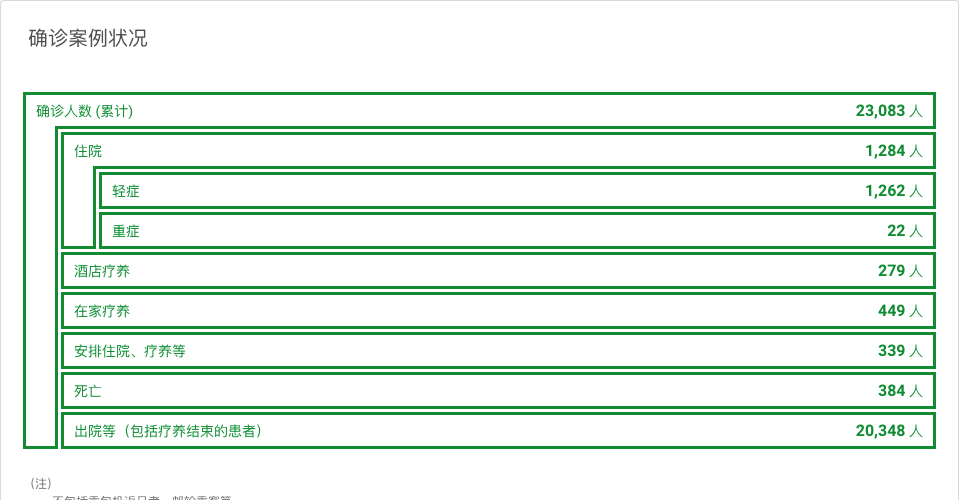 确诊案例状况
确诊人数 (累计) 23,083 人
住院 1,284 人
轻症 1,262 人
重症 22 人
酒店疗养 279 人
在家疗养 449 人
安排住院、疗养等 339 人
死亡 384 人
出院等（包括疗养结束的患者） 20,348 人
（注）